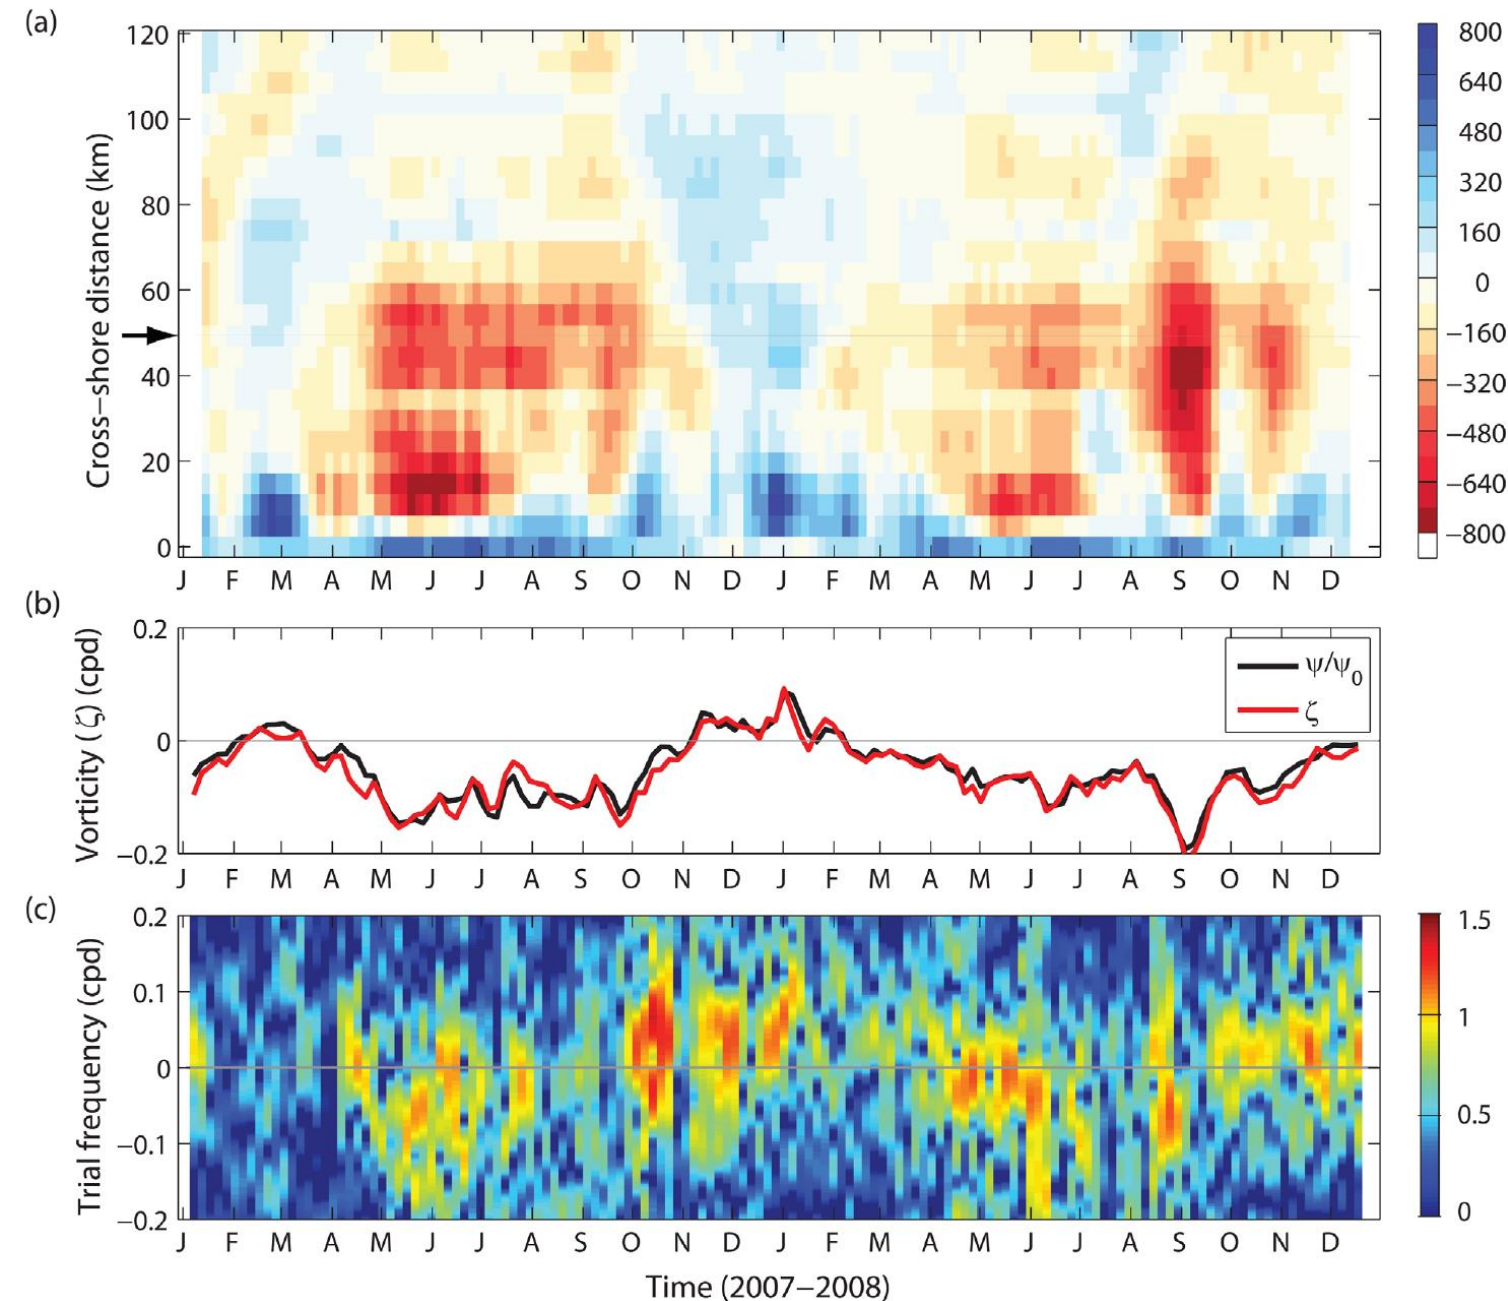 (a)
Cross−shore distance (km)
120
100
80
60
40
20
0
J F M A M J J A S O N D J F M A M J J A S O N D
800
640
480
320
160
0
−160
−320
−480
−640
−800
(b)
Vorticity (ζ) (cpd)
0.2
0
−0.2
ψ/ψ0
ζ
J F M A M J J A S O N D J F M A M J J A S O N D
(c)
Trial frequency (cpd)
0.2
0.1
0
−0.1
−0.2
J F M A M J J A S O N D J F M A M J J A S O N D
1.5
1
0.5
0
Time (2007−2008)